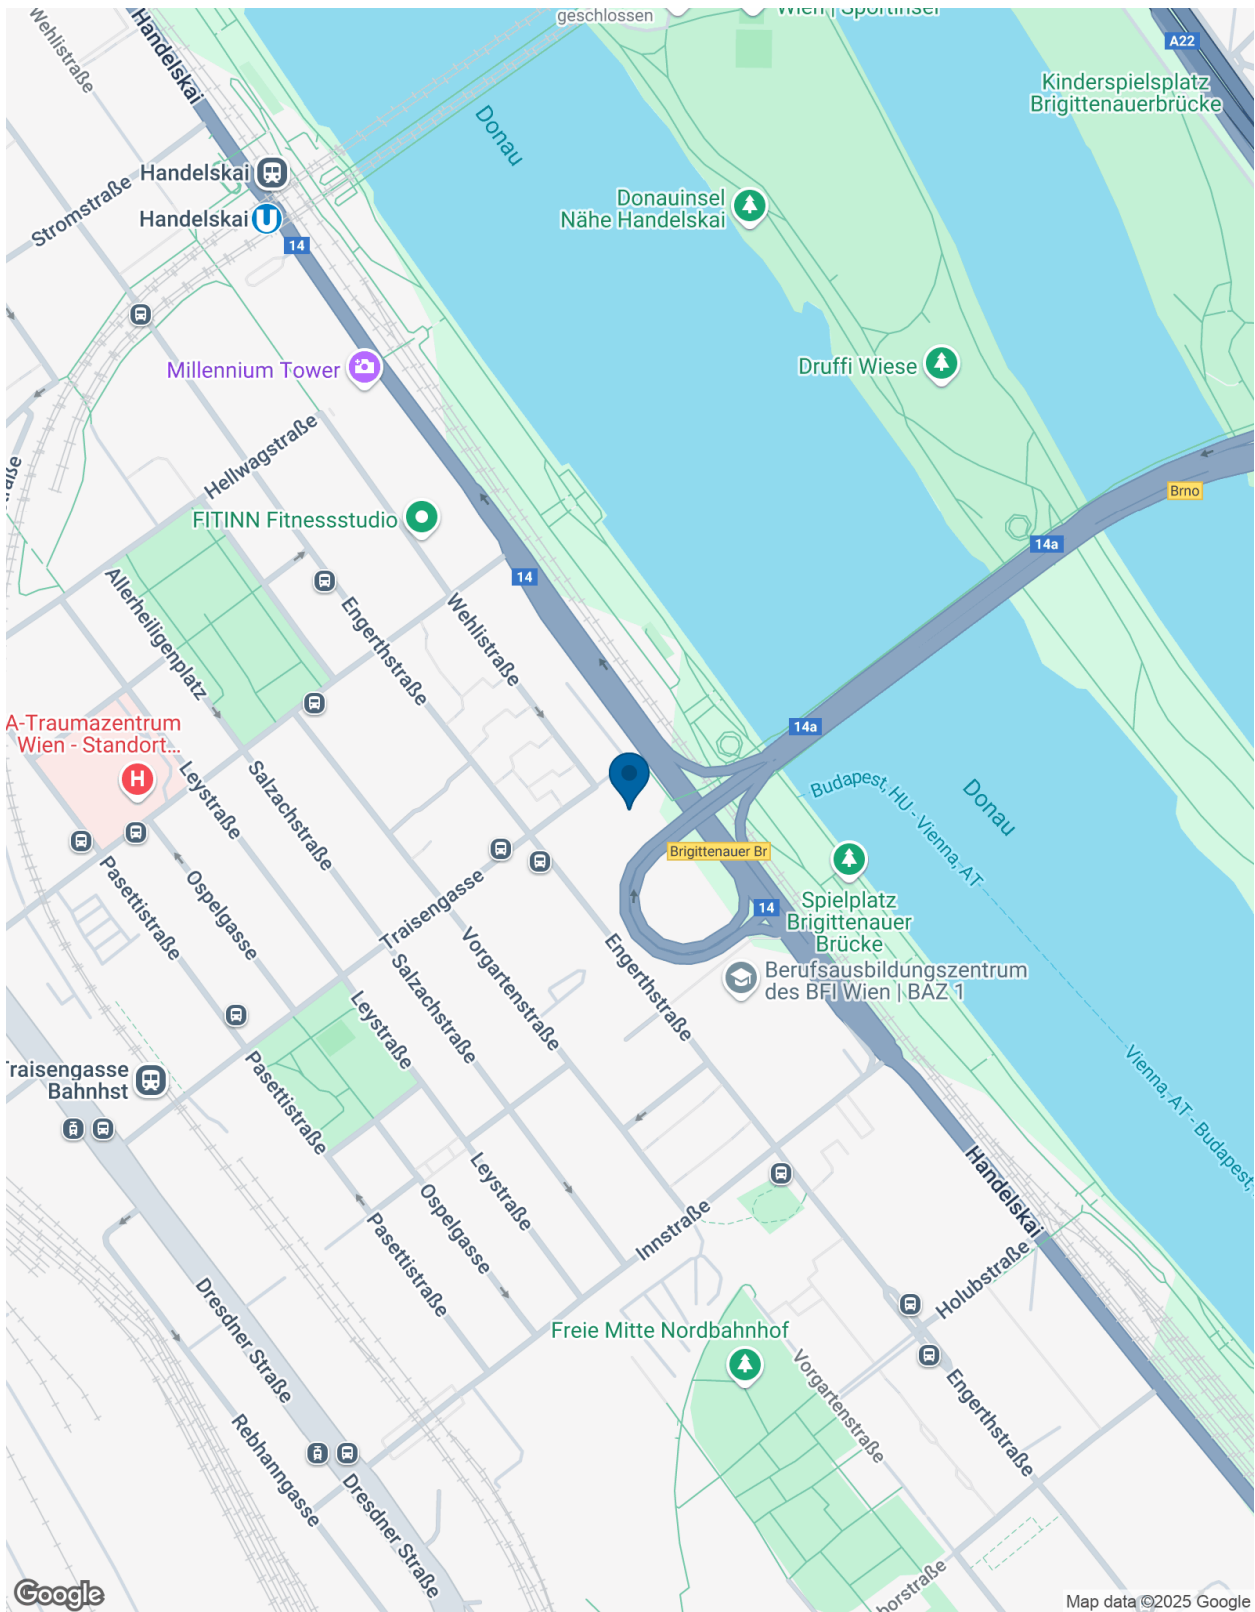 geschlossen
Wien | Sportinsel
A22
Wehlistraße
Handelskai
Kinderspielsplatz
Brigittenauerbrücke
Donau
Handelskai
Handelskai
U
14
Stromstraße
Donauinsel
Nähe Handelskai
Millennium Tower
Druffi Wiese
Hellwagstraße
Brno
FITINN Fitnessstudio
14a
14
Allerheiligenplatz
Engerthstraße
Wehlistraße
A-Traumazentrum
Wien - Standort...
H
14a
Budapest, HU - Vienna, AT
Donau
Leystraße
Salzachstraße
Brigittenauer Br
Pasettistraße
Ospelgasse
Traisengasse
14
Spielplatz
Brigittenauer
Brücke
Vorgartenstraße
Engerthstraße
Salzachstraße
Berufsausbildungszentrum
des BFI Wien | BAZ 1
Leystraße
Traisengasse
Bahnhst
Pasettistraße
Vienna, AT - Budapest,
Leystraße
Handelskai
Ospelgasse
Innstraße
Pasettistraße
Holubstraße
Dresdner Straße
Freie Mitte Nordbahnhof
Vorgartenstraße
Engerthstraße
Rebhanngasse
Dresdner Straße
borstraße
Google
Map data ©2025 Google